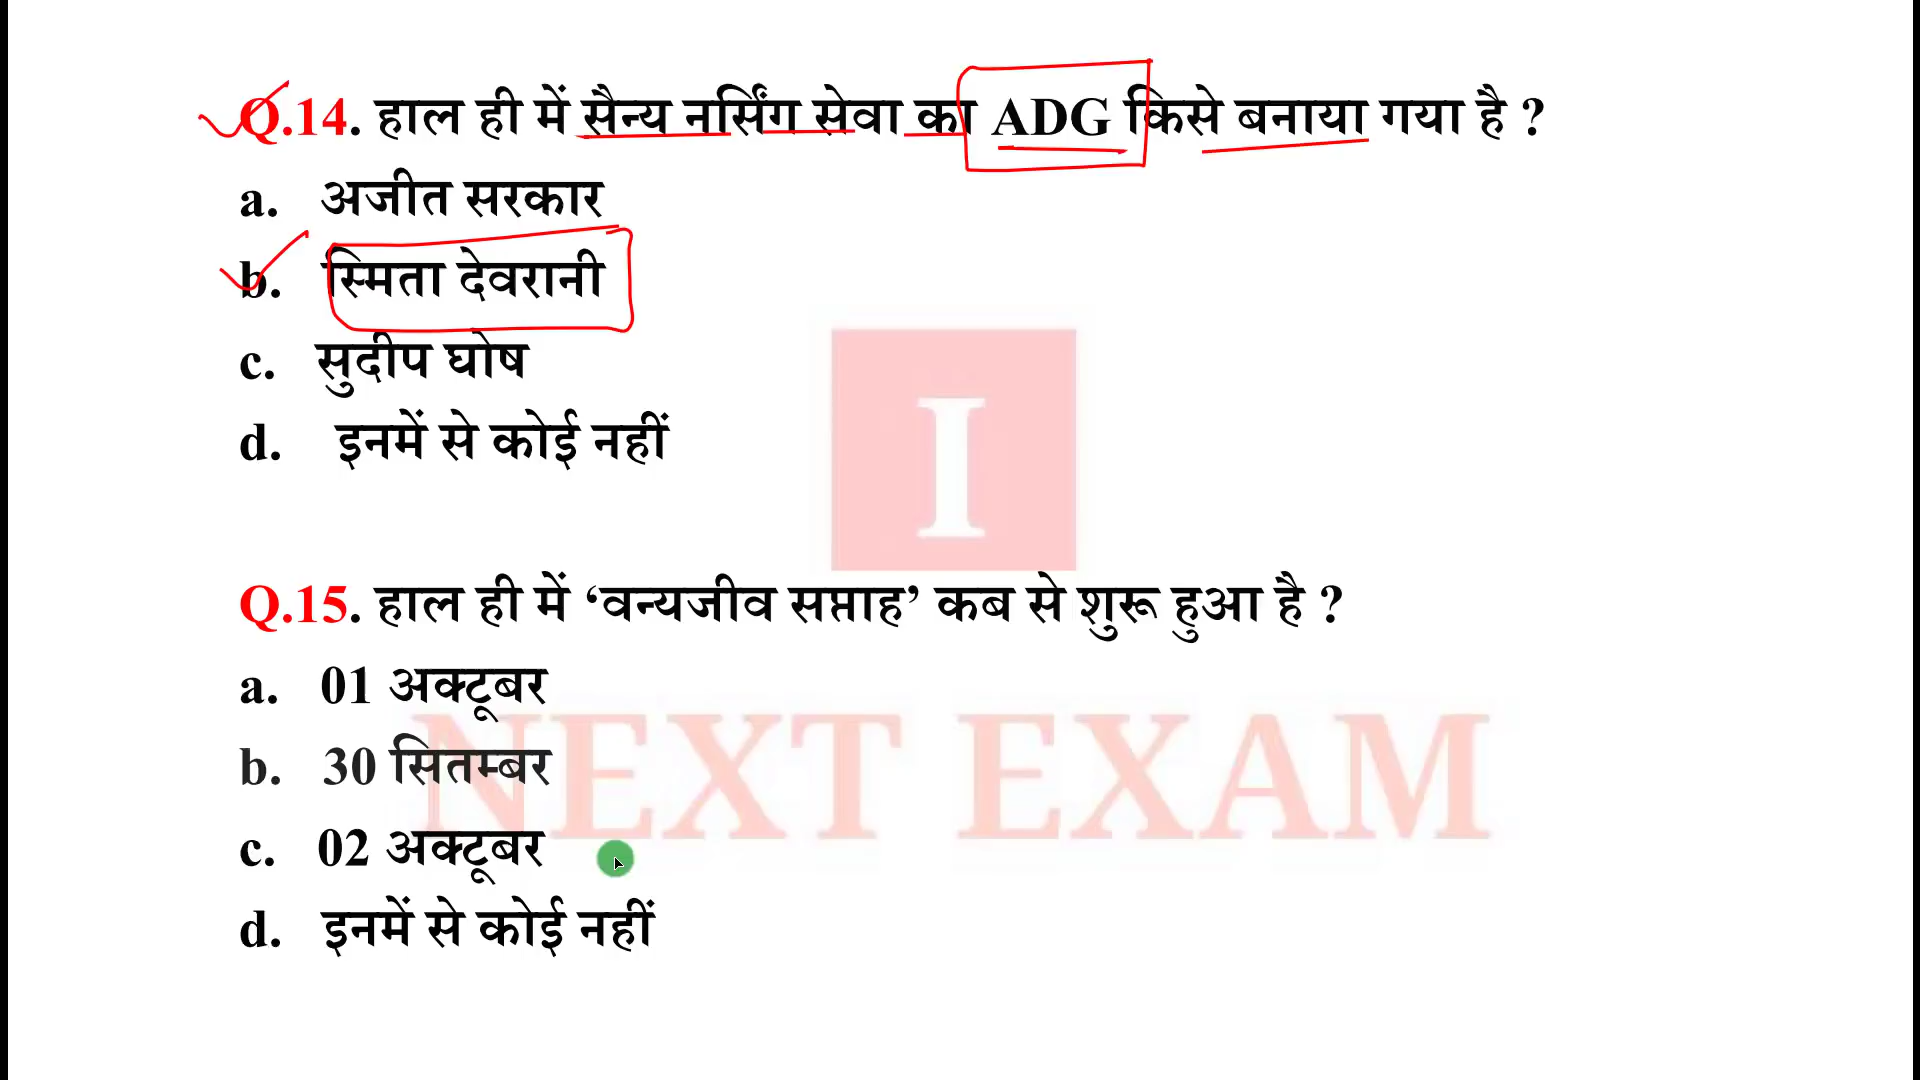 Q.14. हाल ही में सैन्य नर्सिंग सेवा का ADG किसे बनाया गया है ?
a. अजीत सरकार
b. स्मिता देवरानी
c. सुदीप घोष
d. इनमें से कोई नहीं
I
Q.15. हाल ही में ‘वन्यजीव सप्ताह’ कब से शुरू हुआ है ?
a. 01 अक्टूबर
NEXT EXAM
b. 30 सितम्बर
c. 02 अक्टूबर
d. इनमें से कोई नहीं